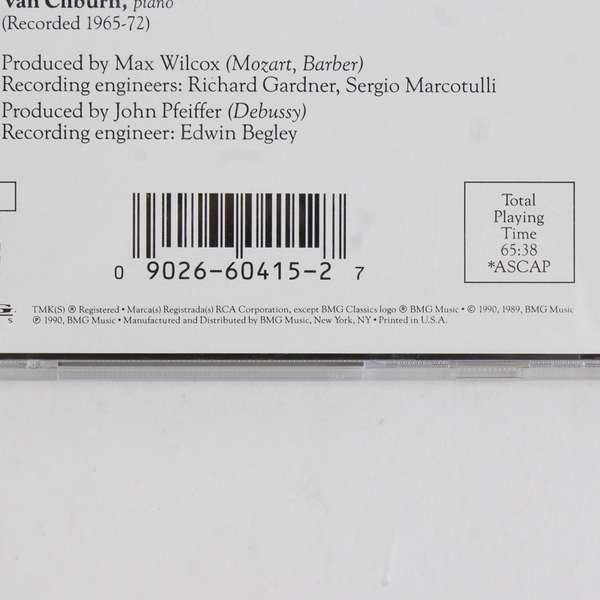 Van Cliburn, piano
(Recorded 1965-72)
Produced by Max Wilcox (Mozart, Barber)
Recording engineers: Richard Gardner, Sergio Marcotulli
Produced by John Pfeiffer (Debussy)
Recording engineer: Edwin Begley
0 9026-60415-2 7
Total
Playing
Time
65:38
*ASCAP
TMK(S) ® Registered • Marca(s) Registrada(s) RCA Corporation, except BMG Classics logo ® BMG Music • © 1990, 1989, BMG Music
℗ 1990, BMG Music • Manufactured and Distributed by BMG Music, New York, NY • Printed in U.S.A.